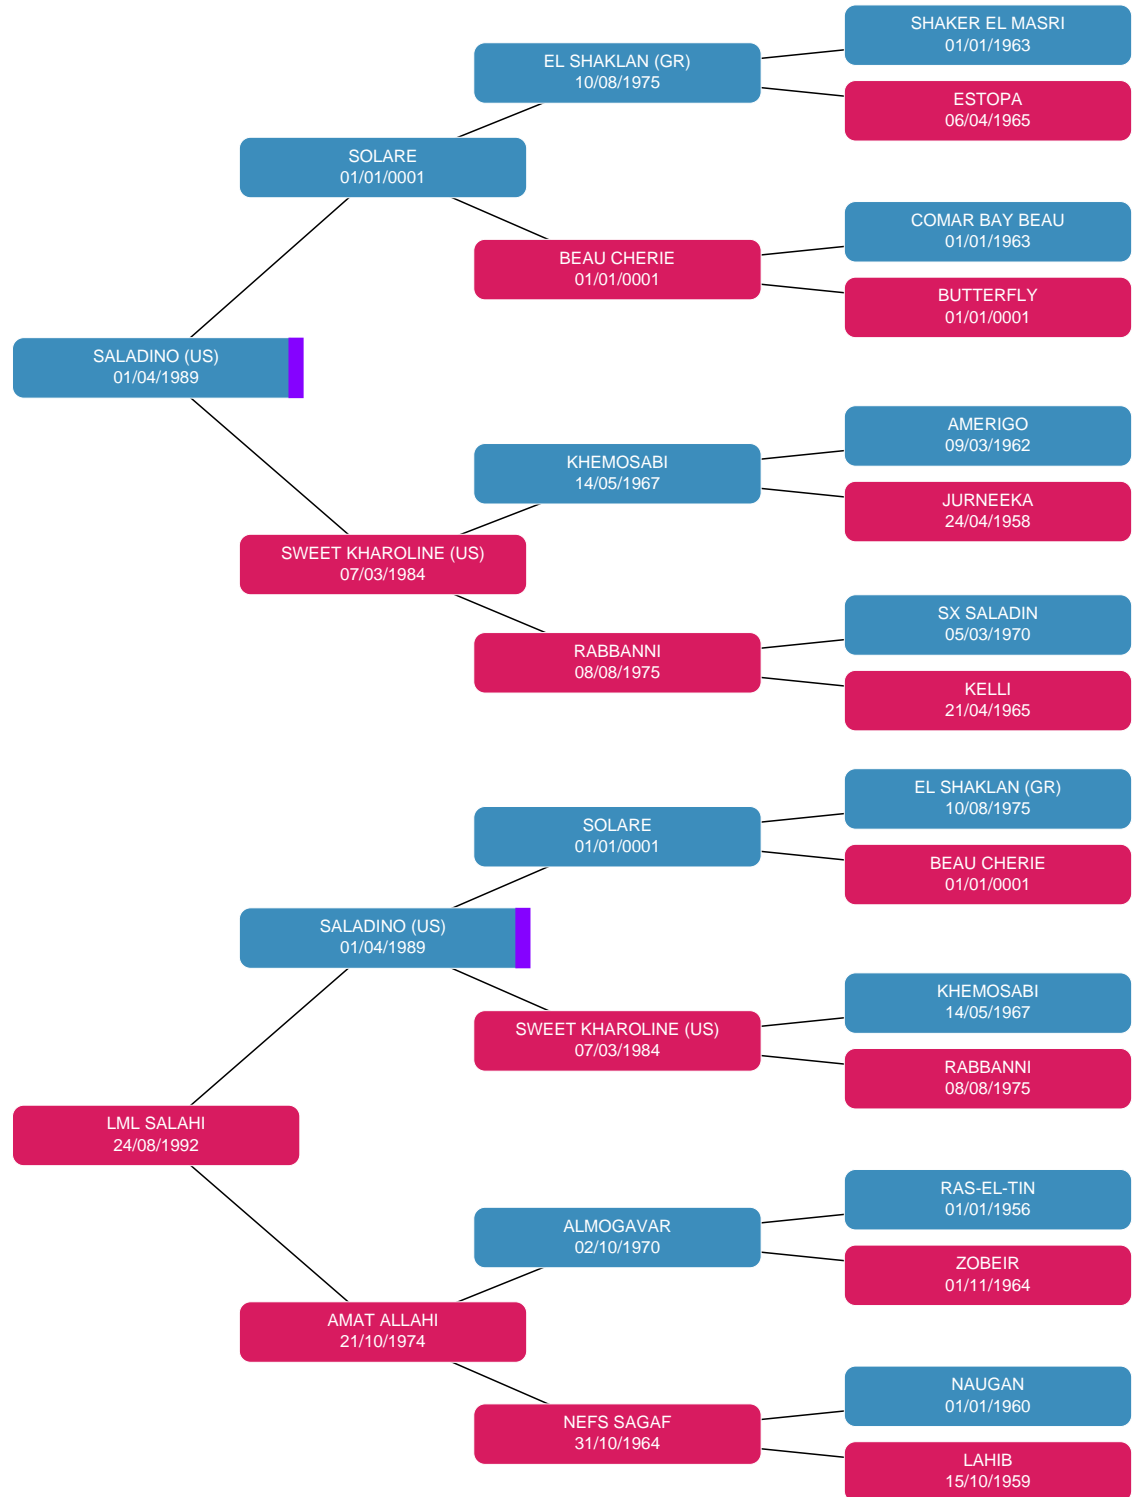 SHAKER EL MASRI
01/01/1963
EL SHAKLAN (GR)
10/08/1975
ESTOPA
06/04/1965
SOLARE
01/01/0001
COMAR BAY BEAU
01/01/1963
BEAU CHERIE
01/01/0001
BUTTERFLY
01/01/0001
SALADINO (US)
01/04/1989
AMERIGO
09/03/1962
KHEMOSABI
14/05/1967
JURNEEKA
24/04/1958
SWEET KHAROLINE (US)
07/03/1984
SX SALADIN
05/03/1970
RABBANNI
08/08/1975
KELLI
21/04/1965
EL SHAKLAN (GR)
10/08/1975
SOLARE
01/01/0001
BEAU CHERIE
01/01/0001
SALADINO (US)
01/04/1989
KHEMOSABI
14/05/1967
SWEET KHAROLINE (US)
07/03/1984
RABBANNI
08/08/1975
LML SALAHI
24/08/1992
RAS-EL-TIN
01/01/1956
ALMOGAVAR
02/10/1970
ZOBEIR
01/11/1964
AMAT ALLAHI
21/10/1974
NAUGAN
01/01/1960
NEFS SAGAF
31/10/1964
LAHIB
15/10/1959